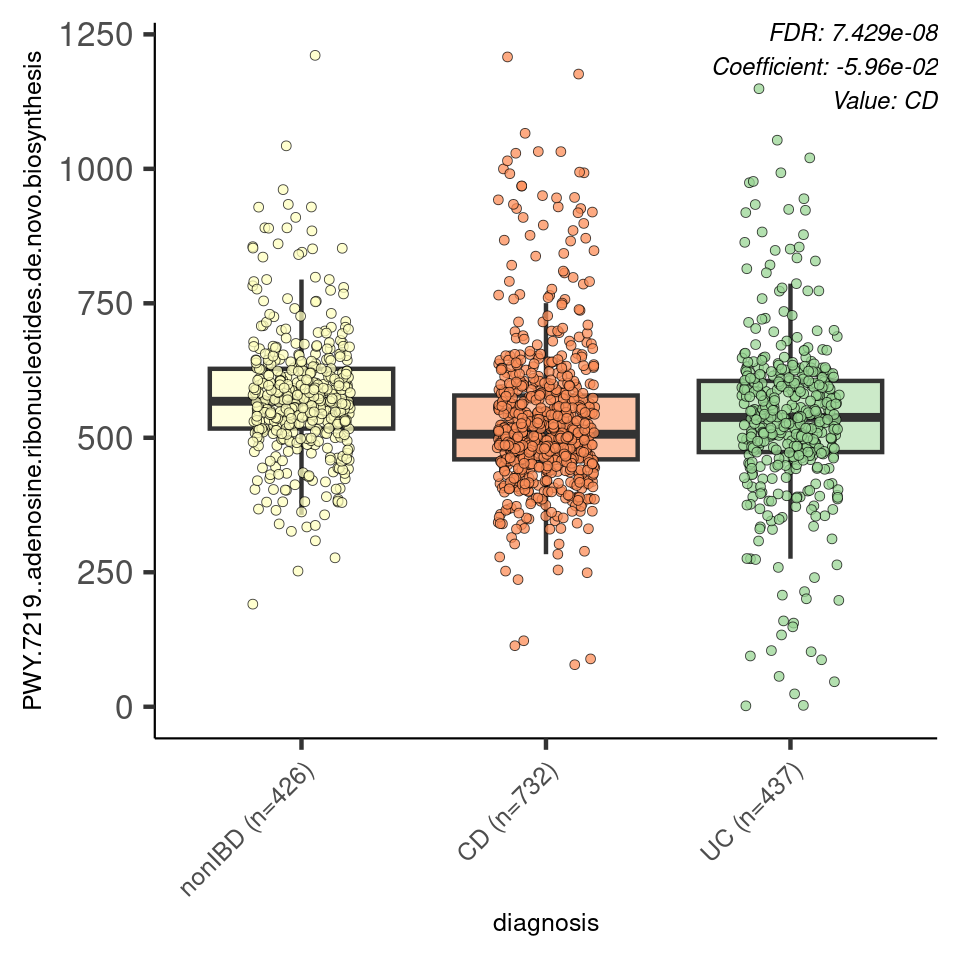 FDR: 7.429e-08
Coefficient: -5.96e-02
Value: CD
PWY.7219..adenosine.ribonucleotides.de.novo.biosynthesis
1250
1000
750
500
250
0
nonIBD (n=426)
CD (n=732)
UC (n=437)
diagnosis